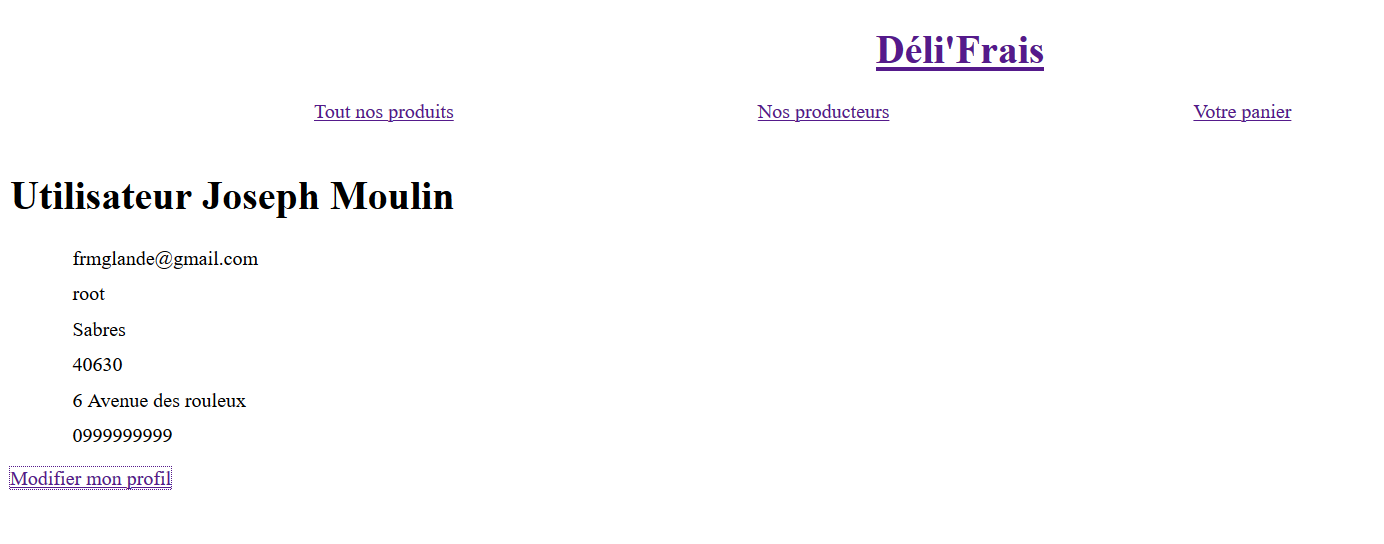 Déli'Frais
Tout nos produits Nos producteurs Votre panier
Utilisateur Joseph Moulin
frmglande@gmail.com
root
Sabres
40630
6 Avenue des rouleux
0999999999
Modifier mon profil